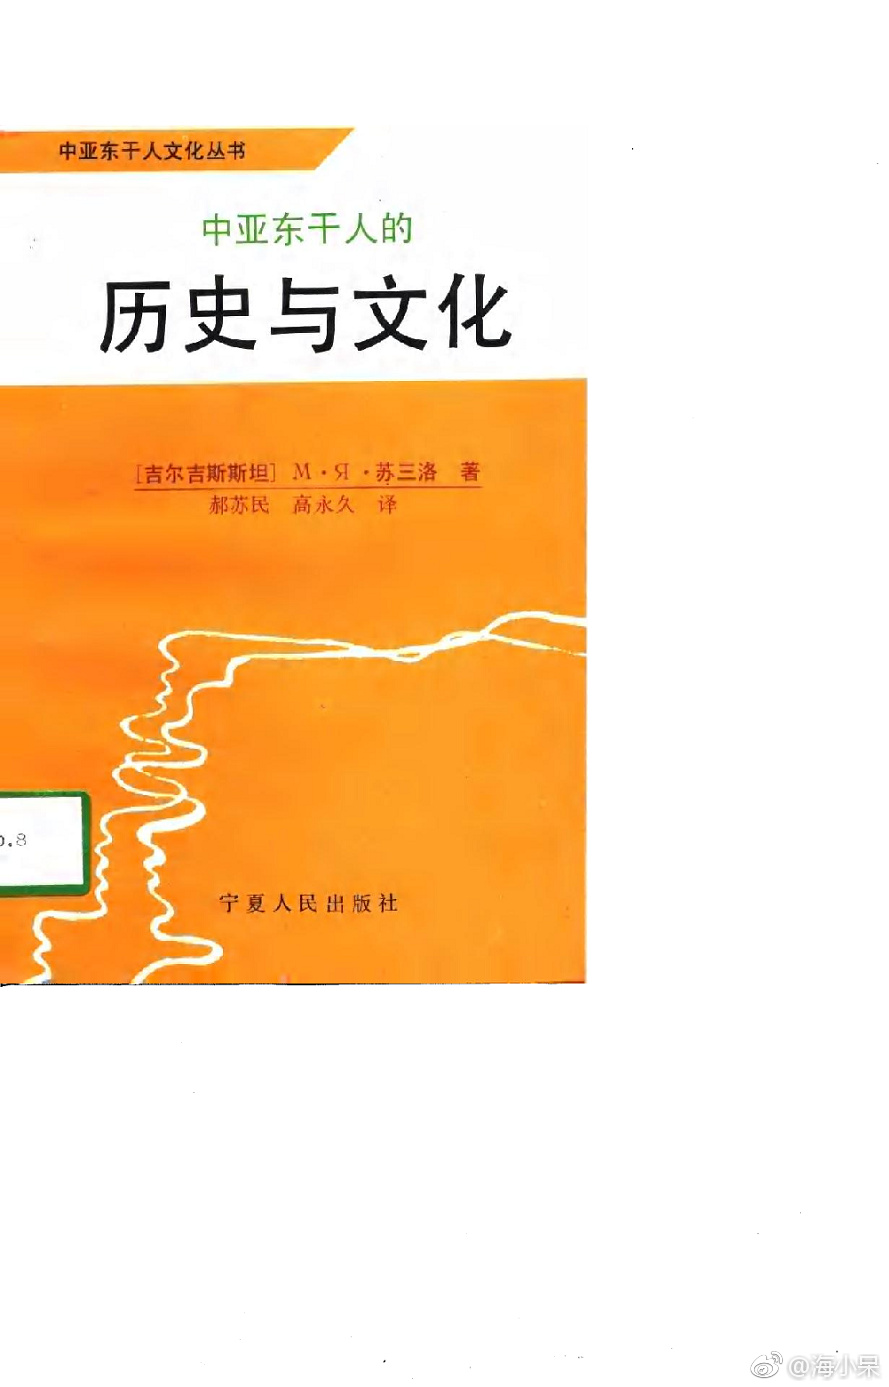 中亚东干人文化丛书
中亚东干人的
历史与文化
[吉尔吉斯斯坦] М·Я·苏三洛 著
郝苏民 高永久 译
0.8
宁夏人民出版社
@海小呆